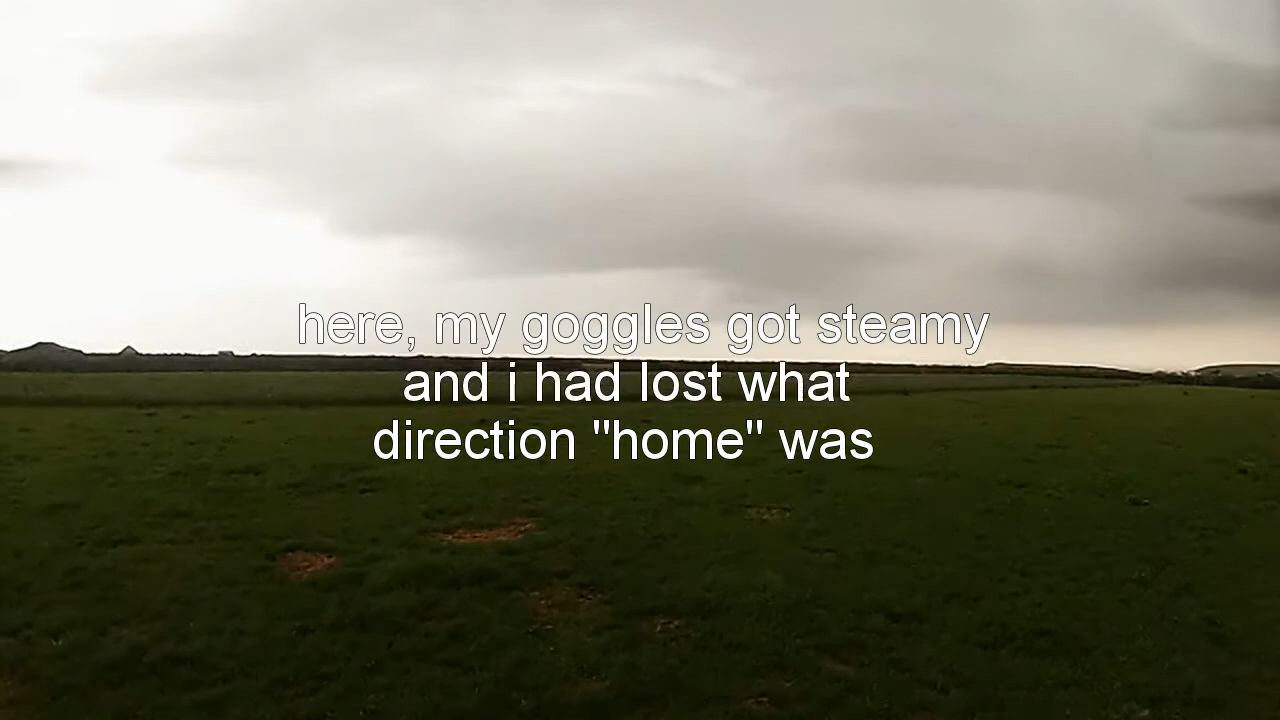 here, my goggles got steamy
and i had lost what
direction "home" was